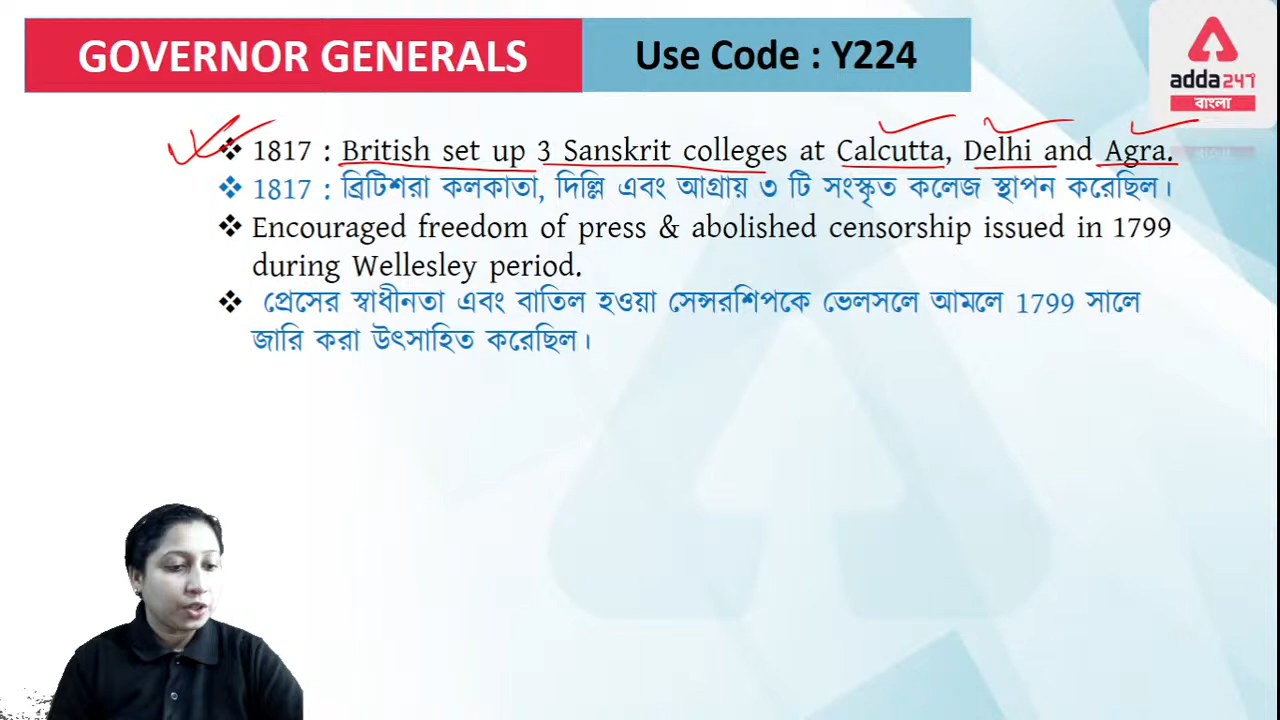 GOVERNOR GENERALS
Use Code : Y224
adda247
বাংলা
❖ 1817 : British set up 3 Sanskrit colleges at Calcutta, Delhi and Agra.
❖ 1817 : ব্রিটিশরা কলকাতা, দিল্লি এবং আগ্রায় ৩ টি সংস্কৃত কলেজ স্থাপন করেছিল।
❖ Encouraged freedom of press & abolished censorship issued in 1799
during Wellesley period.
❖ প্রেসের স্বাধীনতা এবং বাতিল হওয়া সেন্সরশিপকে ভেলসলে আমলে 1799 সালে
জারি করা উৎসাহিত করেছিল।